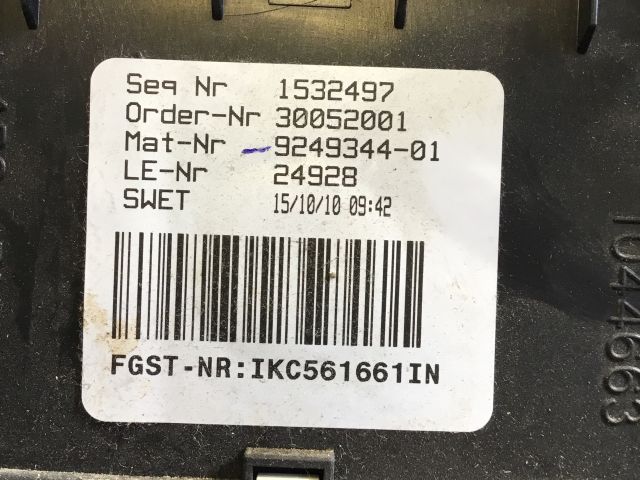 Seq Nr 1532497
Order-Nr 30052001
Mat-Nr 9249344-01
LE-Nr 24928
SWET 15/10/10 09:42
FGST-NR:IKC561661IN
1044663